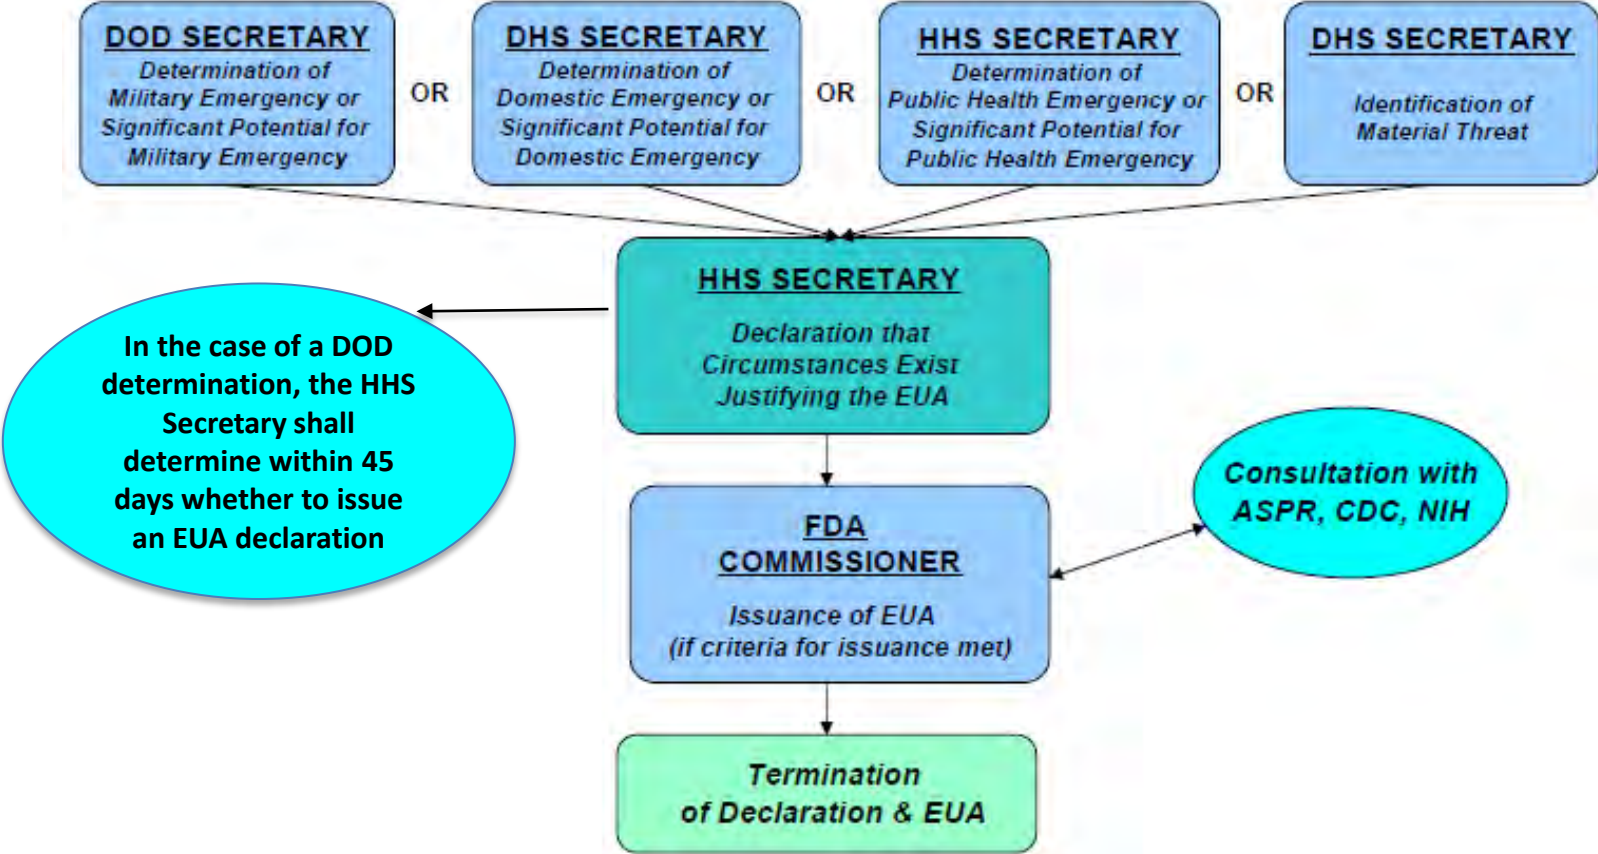 DOD SECRETARY
Determination of
Military Emergency or
Significant Potential for
Military Emergency
OR
DHS SECRETARY
Determination of
Domestic Emergency or
Significant Potential for
Domestic Emergency
OR
HHS SECRETARY
Determination of
Public Health Emergency or
Significant Potential for
Public Health Emergency
OR
DHS SECRETARY
Identification of
Material Threat
HHS SECRETARY
Declaration that
Circumstances Exist
Justifying the EUA
In the case of a DOD
determination, the HHS
Secretary shall
determine within 45
days whether to issue
an EUA declaration
FDA
COMMISSIONER
Issuance of EUA
(if criteria for issuance met)
Consultation with
ASPR, CDC, NIH
Termination
of Declaration & EUA